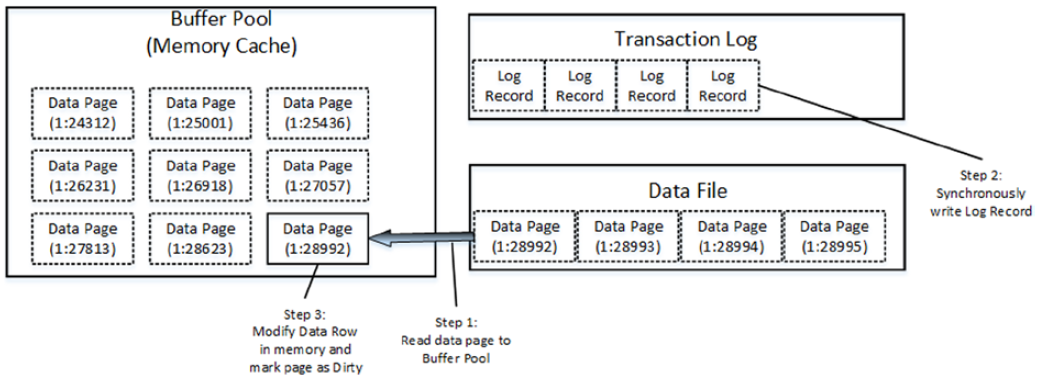 Buffer Pool
(Memory Cache)
Data Page
(1:24312)
Data Page
(1:25001)
Data Page
(1:25436)
Data Page
(1:26231)
Data Page
(1:26918)
Data Page
(1:27057)
Data Page
(1:27813)
Data Page
(1:28623)
Data Page
(1:28992)
Transaction Log
Log
Record
Log
Record
Log
Record
Log
Record
Data File
Data Page
(1:28992)
Data Page
(1:28993)
Data Page
(1:28994)
Data Page
(1:28995)
Step 2:
Synchronously
write Log Record
Step 3:
Modify Data Row
in memory and
mark page as Dirty
Step 1:
Read data page to
Buffer Pool